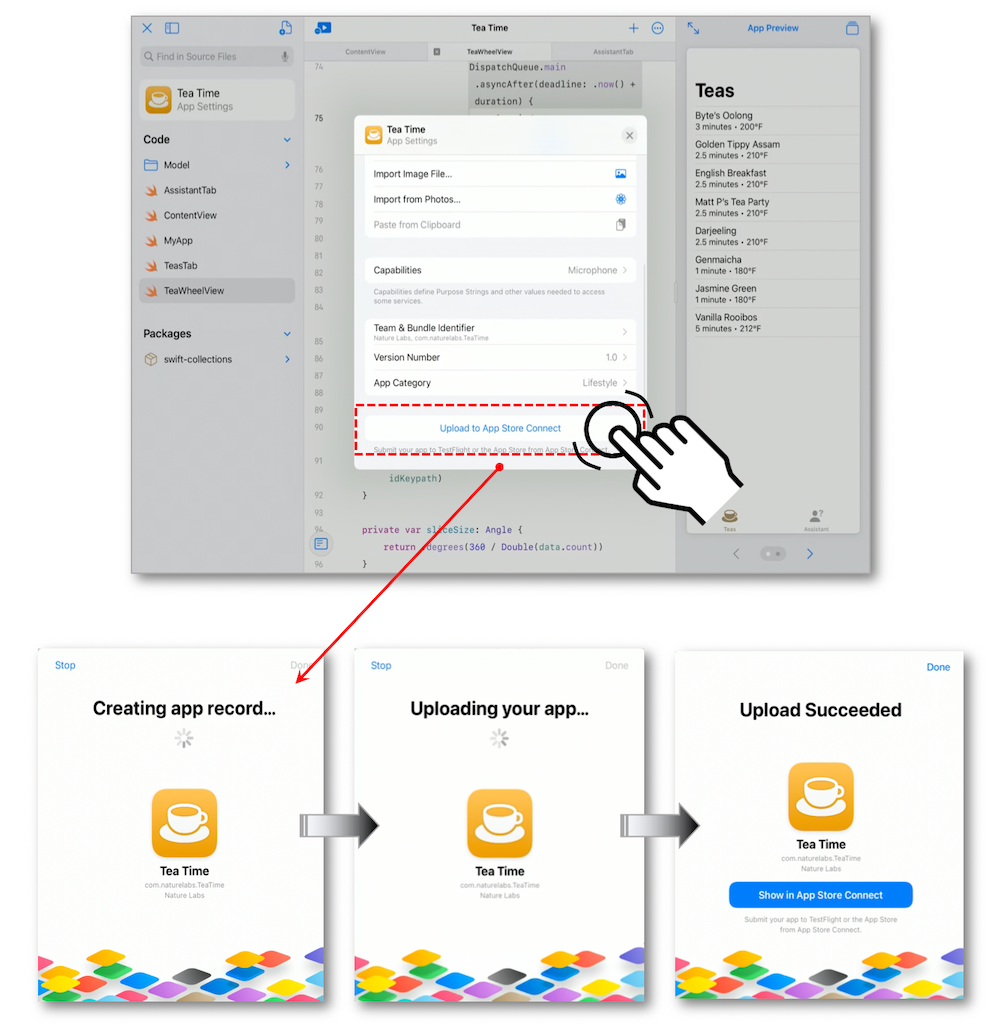 Tea Time
App Preview
Find in Source Files
ContentView
TeaWheelView
AssistantTab
Tea Time
App Settings
Code
Model
AssistantTab
ContentView
MyApp
TeasTab
TeaWheelView
Packages
swift-collections
74
DispatchQueue.main
.asyncAfter(deadline: .now() +
duration) {
75
76
77
78
79
80
81
82
83
84
85
86
87
88
89
90
91
idKeypath)
92
}
93
94
private var sliceSize: Angle {
return .degrees(360 / Double(data.count))
96
}
Tea Time
App Settings
Import Image File...
Import from Photos...
Paste from Clipboard
Capabilities
Microphone
Capabilities define Purpose Strings and other values needed to access
some services.
Team & Bundle Identifier
Nature Labs, com.naturelabs.TeaTime
Version Number
1.0
App Category
Lifestyle
Upload to App Store Connect
Submit your app to TestFlight or the App Store from App Store
Teas
Byte's Oolong
3 minutes • 200°F
Golden Tippy Assam
2.5 minutes • 210°F
English Breakfast
2.5 minutes • 210°F
Matt P's Tea Party
2.5 minutes • 210°F
Darjeeling
2.5 minutes • 210°F
Genmaicha
1 minute • 180°F
Jasmine Green
1 minute • 180°F
Vanilla Rooibos
5 minutes • 212°F
Teas
Assistant
Stop
Done
Creating app record...
Tea Time
com.naturelabs.TeaTime
Nature Labs
Stop
Done
Uploading your app...
Tea Time
com.naturelabs.TeaTime
Nature Labs
Done
Upload Succeeded
Tea Time
com.naturelabs.TeaTime
Nature Labs
Show in App Store Connect
Submit your app to TestFlight or the App Store
from App Store Connect.